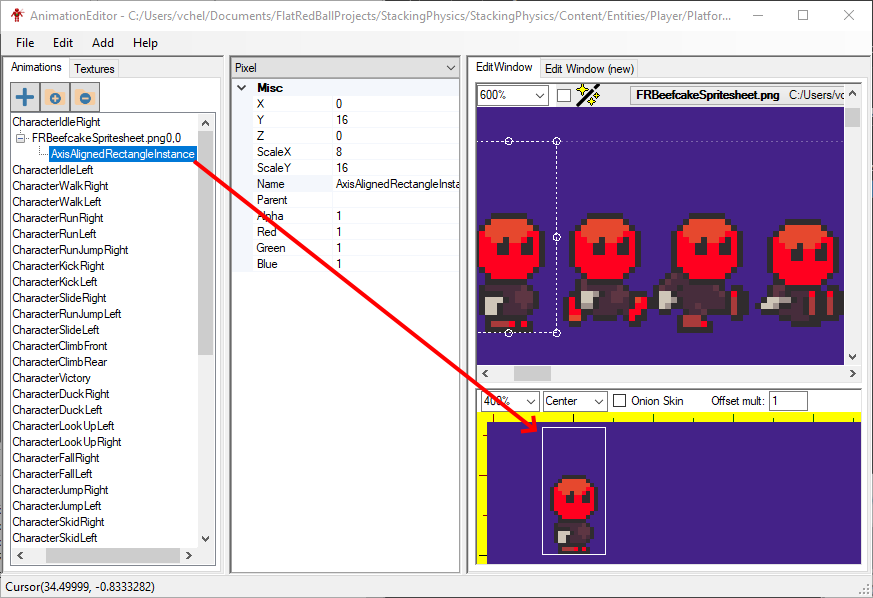 AnimationEditor - C:/Users/vchel/Documents/FlatRedBallProjects/StackingPhysics/StackingPhysics/Content/Entities/Player/Platfor...
File Edit Add Help
Animations Textures
CharacterIdleRight
FRBeefcakeSpritesheet.png0,0
AxisAlignedRectangleInstance
CharacterIdleLeft
CharacterWalkRight
CharacterWalkLeft
CharacterRunRight
CharacterRunLeft
CharacterRunJumpRight
CharacterKickRight
CharacterKickLeft
CharacterSlideRight
CharacterRunJumpLeft
CharacterSlideLeft
CharacterClimbFront
CharacterClimbRear
CharacterVictory
CharacterDuckRight
CharacterDuckLeft
CharacterLookUpLeft
CharacterLookUpRight
CharacterFallRight
CharacterFallLeft
CharacterJumpRight
CharacterJumpLeft
CharacterSkidRight
CharacterSkidLeft
Pixel
Misc
X 0
Y 16
Z 0
ScaleX 8
ScaleY 16
Name AxisAlignedRectangleInsta
Parent
Alpha 1
Red 1
Green 1
Blue 1
EditWindow Edit Window (new)
600% FRBeefcakeSpritesheet.png C:/Users/vc
400% Center Onion Skin Offset mult: 1
Cursor(34.49999, -0.8333282)